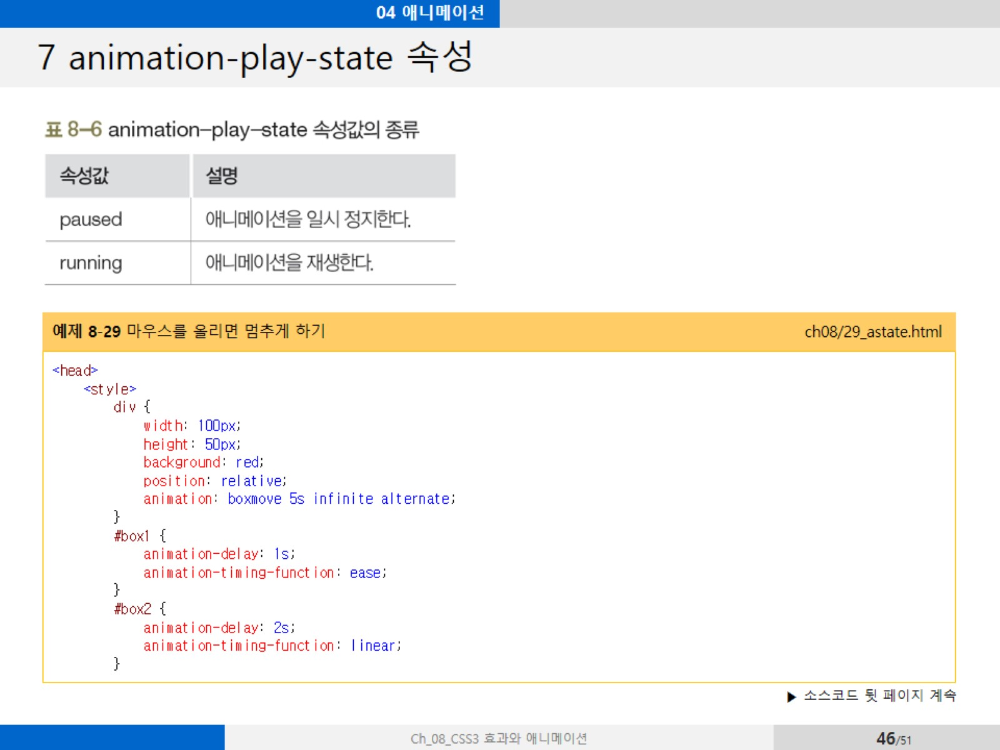 04 애니메이션
7 animation-play-state 속성
표 8-6 animation-play-state 속성값의 종류
속성값 설명
paused 애니메이션을 일시 정지한다.
running 애니메이션을 재생한다.
예제 8-29 마우스를 올리면 멈추게 하기 ch08/29_astate.html
<head>
    <style>
        div {
            width: 100px;
            height: 50px;
            background: red;
            position: relative;
            animation: boxmove 5s infinite alternate;
        }
        #box1 {
            animation-delay: 1s;
            animation-timing-function: ease;
        }
        #box2 {
            animation-delay: 2s;
            animation-timing-function: linear;
        }
▶ 소스코드 뒷 페이지 계속
Ch_08_CSS3 효과와 애니메이션 46/51